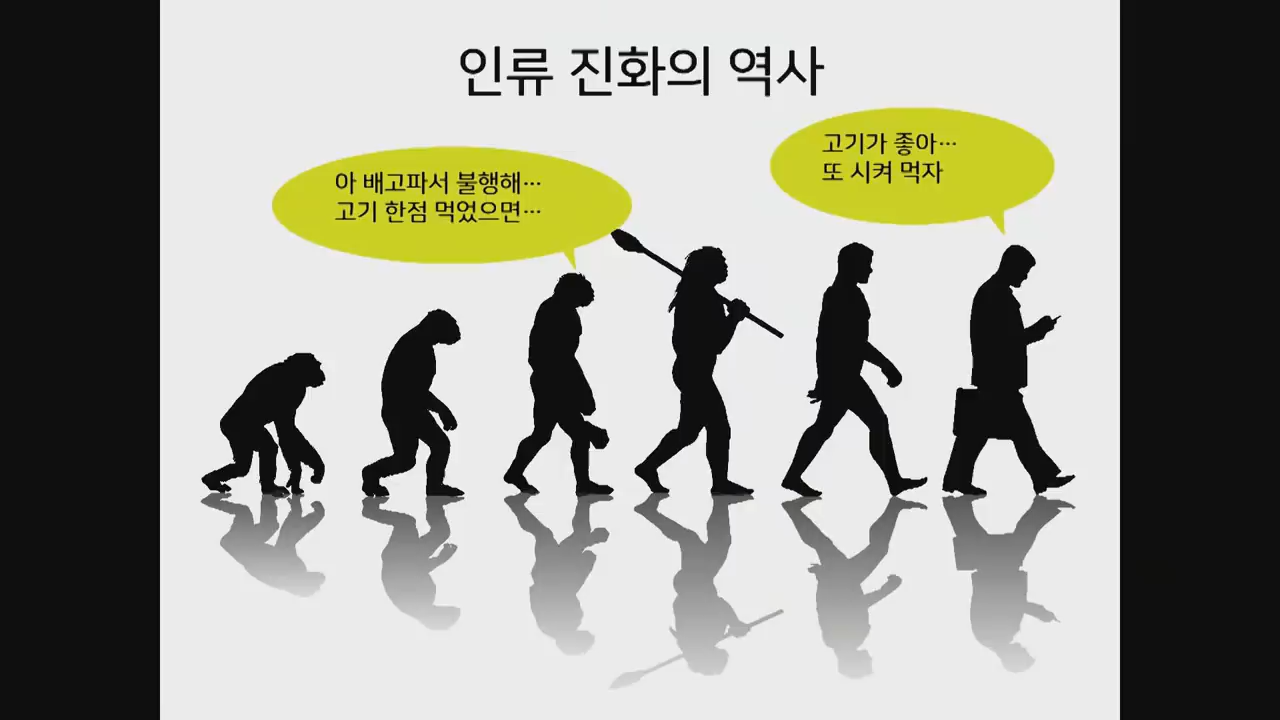 인류 진화의 역사
아 배고파서 불행해…
고기 한점 먹었으면…
고기가 좋아…
또 시켜 먹자